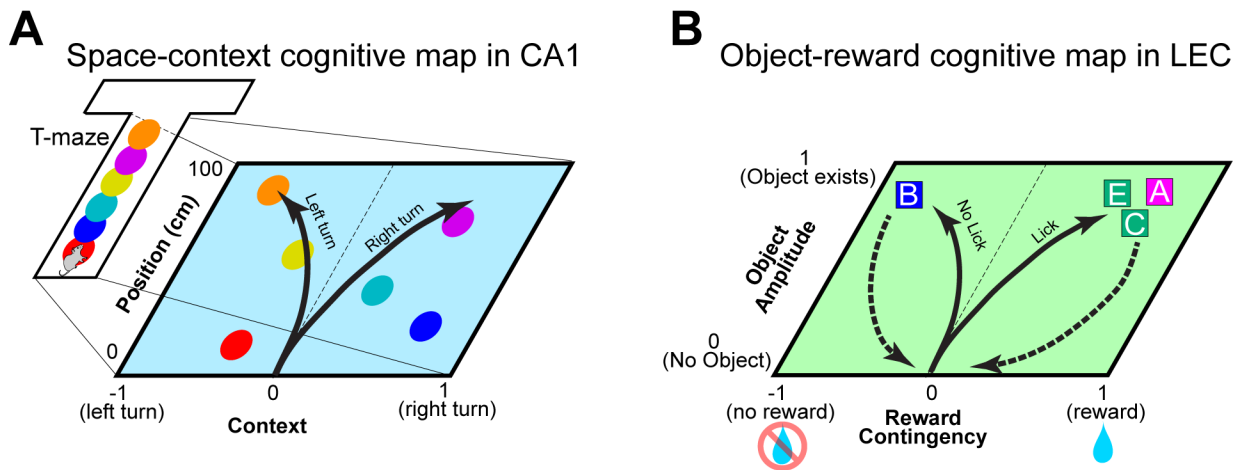 A
Space-context cognitive map in CA1
T-maze
100
Position (cm)
0
Left turn
Right turn
-1
(left turn)
0
1
(right turn)
Context
B
Object-reward cognitive map in LEC
1
(Object exists)
Object
Amplitude
0
(No Object)
B
E
A
C
No Lick
Lick
-1
(no reward)
0
1
(reward)
Reward
Contingency